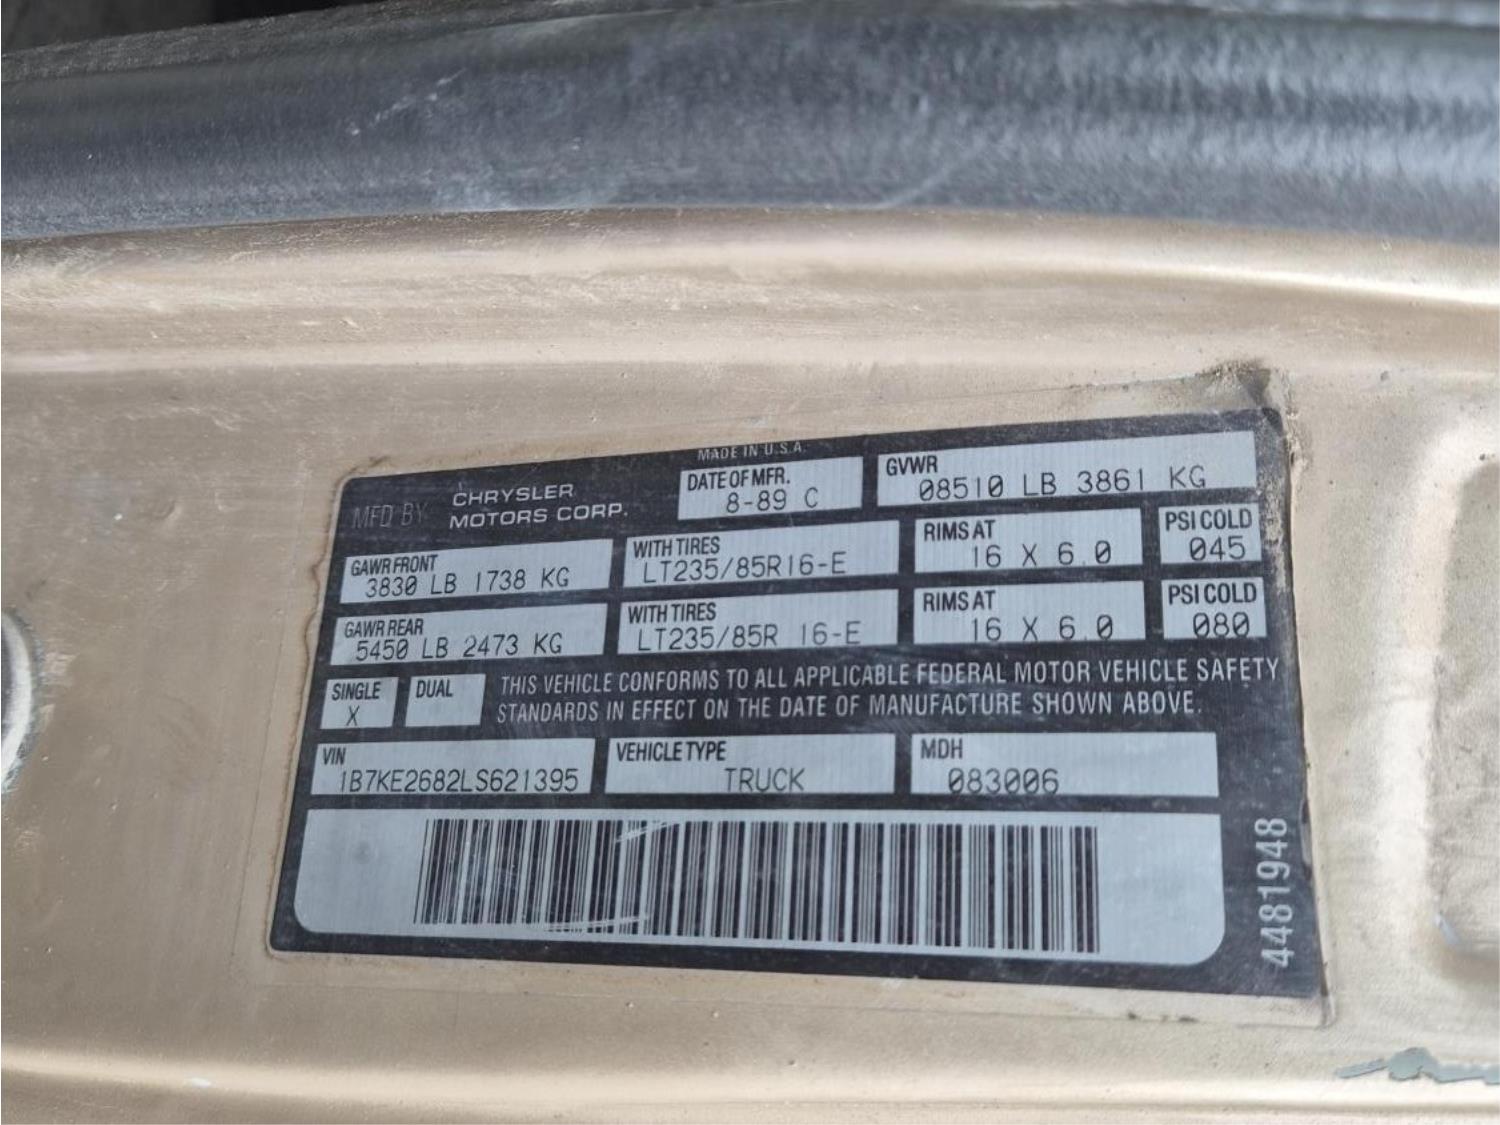 MADE IN U.S.A.
MFD BY CHRYSLER MOTORS CORP.
DATE OF MFR.
8-89 C
GVWR
08510 LB 3861 KG
GAWR FRONT
3830 LB 1738 KG
WITH TIRES
LT235/85R16-E
RIMS AT
16 X 6.0
PSI COLD
045
GAWR REAR
5450 LB 2473 KG
WITH TIRES
LT235/85R 16-E
RIMS AT
16 X 6.0
PSI COLD
080
SINGLE
X
DUAL
THIS VEHICLE CONFORMS TO ALL APPLICABLE FEDERAL MOTOR VEHICLE SAFETY
STANDARDS IN EFFECT ON THE DATE OF MANUFACTURE SHOWN ABOVE.
VIN
1B7KE2682LS621395
VEHICLE TYPE
TRUCK
MDH
083006
4481948